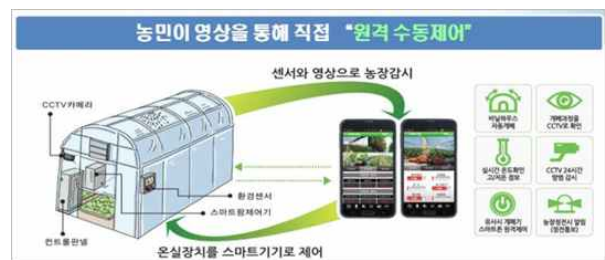 농민이 영상을 통해 직접 “원격 수동제어”
센서와 영상으로 농장감시
CCTV카메라
환경센서
스마트팜제어기
컨트롤판넬
온실장치를 스마트기기로 제어
비닐하우스
자동개폐
개폐과정을
CCTV로 확인
실시간 온도확인
고/저온 경보
CCTV 24시간
방범 감시
유사시 개폐기
스마트폰 원격제어
농장정전시 알림
(정전통보)